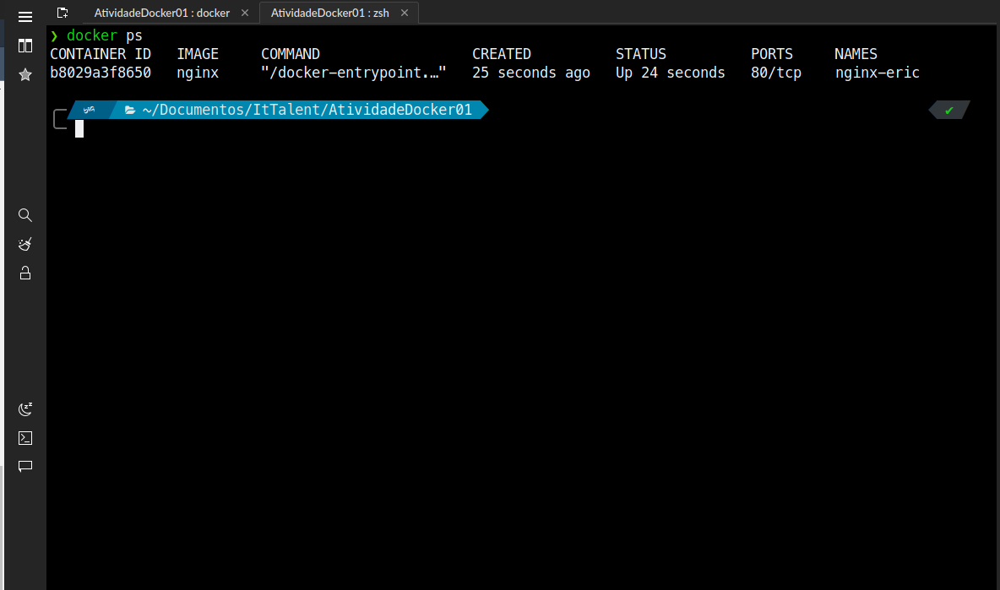 AtividadeDocker01 : docker
AtividadeDocker01 : zsh
❯ docker ps
CONTAINER ID   IMAGE     COMMAND                  CREATED          STATUS          PORTS     NAMES
b8029a3f8650   nginx     "/docker-entrypoint.…"   25 seconds ago   Up 24 seconds   80/tcp    nginx-eric
~/Documentos/ItTalent/AtividadeDocker01